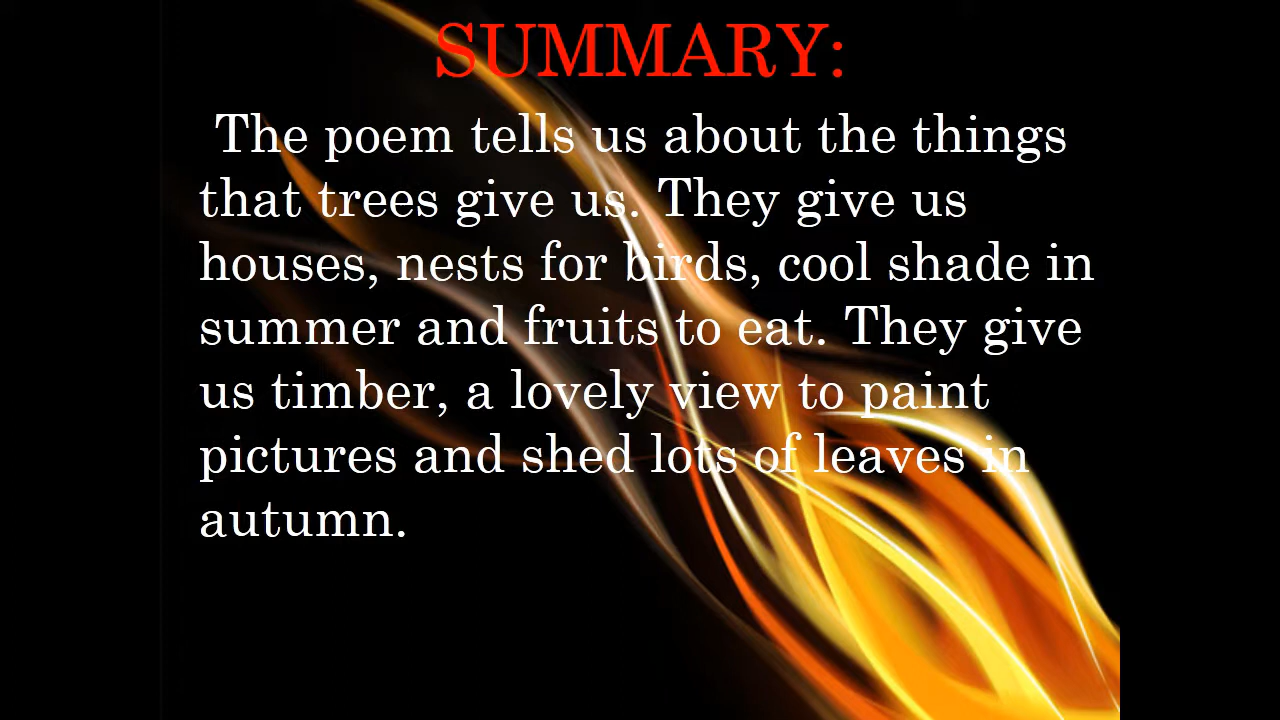 SUMMARY:
The poem tells us about the things
that trees give us. They give us
houses, nests for birds, cool shade in
summer and fruits to eat. They give
us timber, a lovely view to paint
pictures and shed lots of leaves in
autumn.